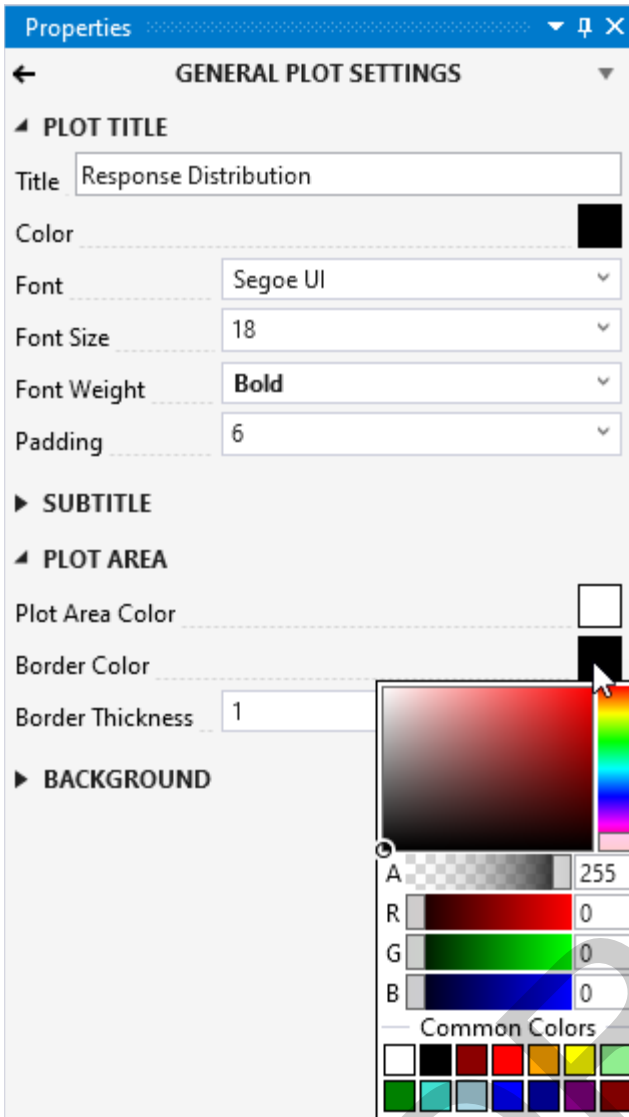 Properties
GENERAL PLOT SETTINGS
PLOT TITLE
Title Response Distribution
Color
Font Segoe UI
Font Size 18
Font Weight Bold
Padding 6
SUBTITLE
PLOT AREA
Plot Area Color
Border Color
Border Thickness 1
BACKGROUND
A 255
R 0
G 0
B 0
Common Colors